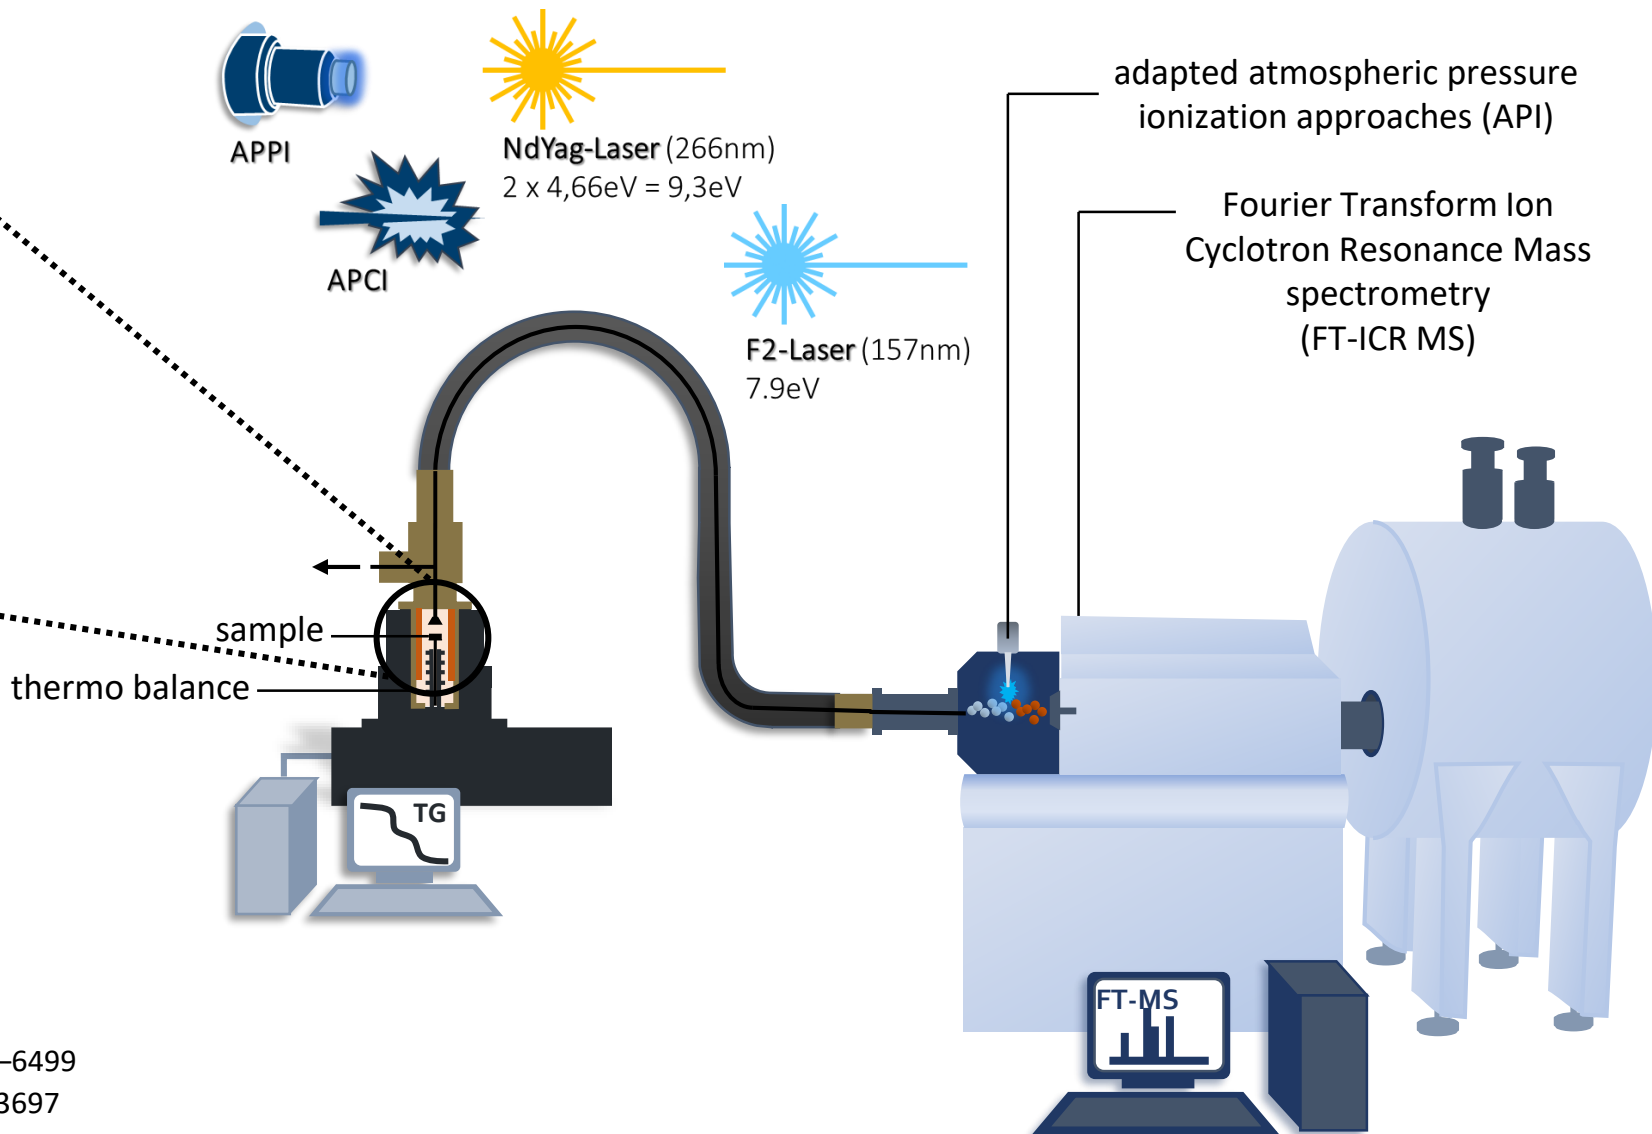 APPI
NdYag-Laser (266nm)
2 x 4,66eV = 9,3eV
APCI
F2-Laser (157nm)
7.9eV
adapted atmospheric pressure
ionization approaches (API)
Fourier Transform Ion
Cyclotron Resonance Mass
spectrometry
(FT-ICR MS)
sample
thermo balance
TG
FT-MS
–6499
3697